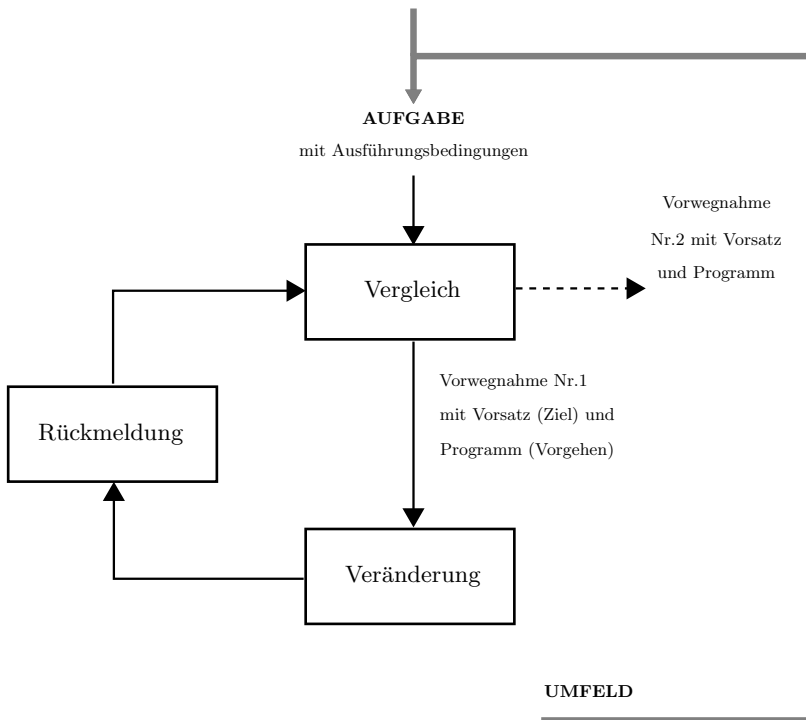 AUFGABE
mit Ausführungsbedingungen
Vorwegnahme
Nr.2 mit Vorsatz
und Programm
Vergleich
Vorwegnahme Nr.1
mit Vorsatz (Ziel) und
Programm (Vorgehen)
Rückmeldung
Veränderung
UMFELD